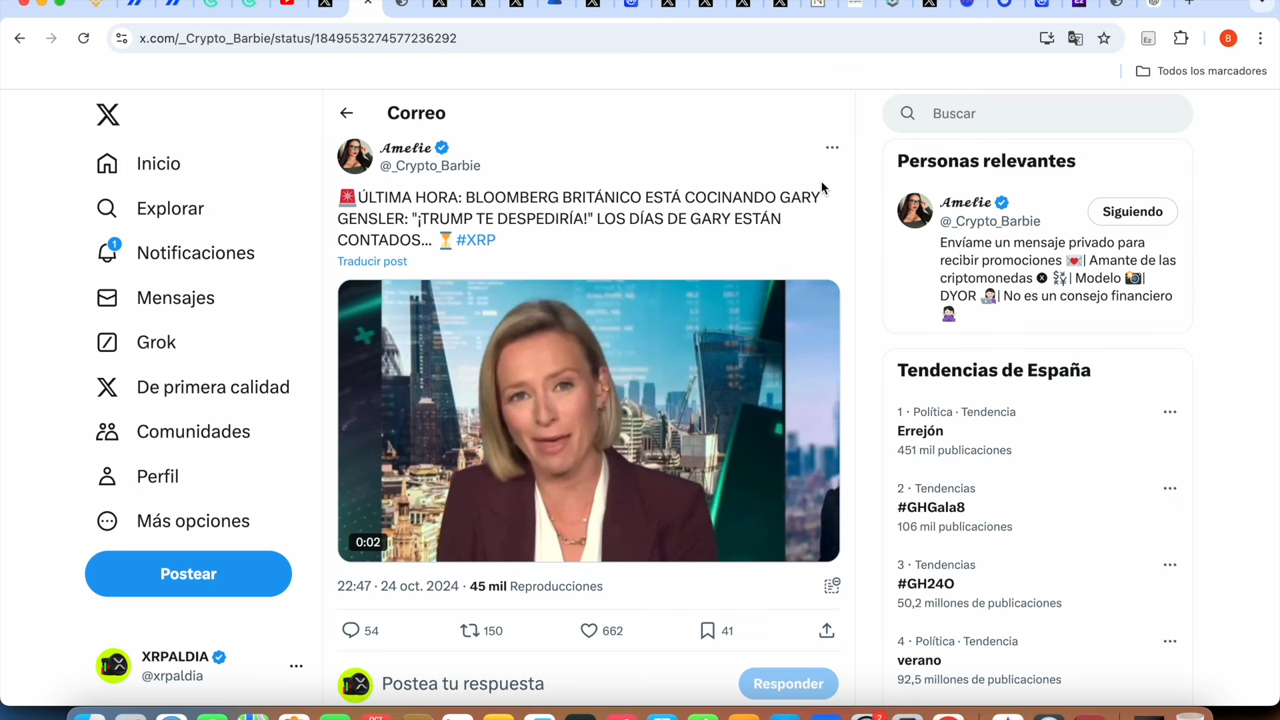 x.com/_Crypto_Barbie/status/1849553274577236292
B
Todos los marcadores
Inicio
Explorar
1
Notificaciones
Mensajes
Grok
De primera calidad
Comunidades
Perfil
Más opciones
Postear
XRPALDIA
@xrpaldia
Correo
Amelie
@_Crypto_Barbie
🚨ÚLTIMA HORA: BLOOMBERG BRITÁNICO ESTÁ COCINANDO GARY
GENSLER: "¡TRUMP TE DESPEDIRÍA!" LOS DÍAS DE GARY ESTÁN
CONTADOS... ⏳#XRP
Traducir post
0:02
22:47 · 24 oct. 2024 · 45 mil Reproducciones
54 150 662 41
Postea tu respuesta
Responder
Buscar
Personas relevantes
Amelie
@_Crypto_Barbie
Siguiendo
Envíame un mensaje privado para
recibir promociones 💌| Amante de las
criptomonedas | Modelo 📸|
DYOR 👩🏻‍💻| No es un consejo financiero
🤷🏻‍♀️
Tendencias de España
1 · Política · Tendencia
Errejón
451 mil publicaciones
2 · Tendencias
#GHGala8
106 mil publicaciones
3 · Tendencias
#GH24O
50,2 millones de publicaciones
4 · Política · Tendencia
verano
92,5 millones de publicaciones